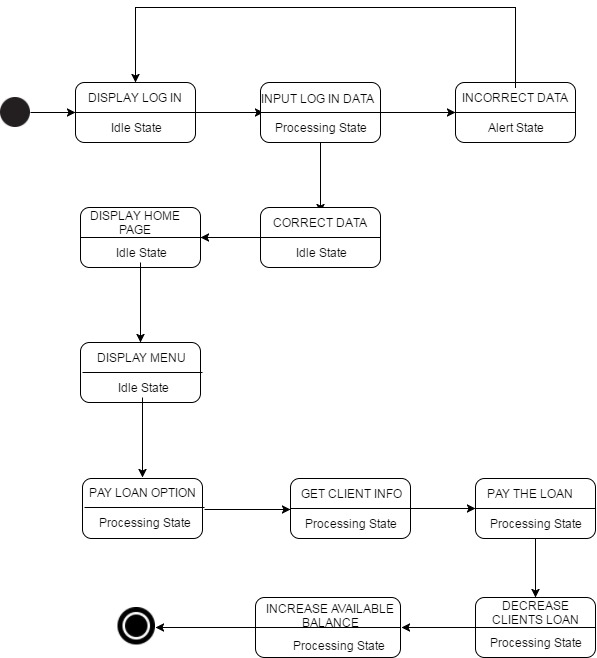 DISPLAY LOG IN
Idle State
INPUT LOG IN DATA
Processing State
INCORRECT DATA
Alert State
DISPLAY HOME
PAGE
Idle State
CORRECT DATA
Idle State
DISPLAY MENU
Idle State
PAY LOAN OPTION
Processing State
GET CLIENT INFO
Processing State
PAY THE LOAN
Processing State
INCREASE AVAILABLE
BALANCE
Processing State
DECREASE
CLIENTS LOAN
Processing State